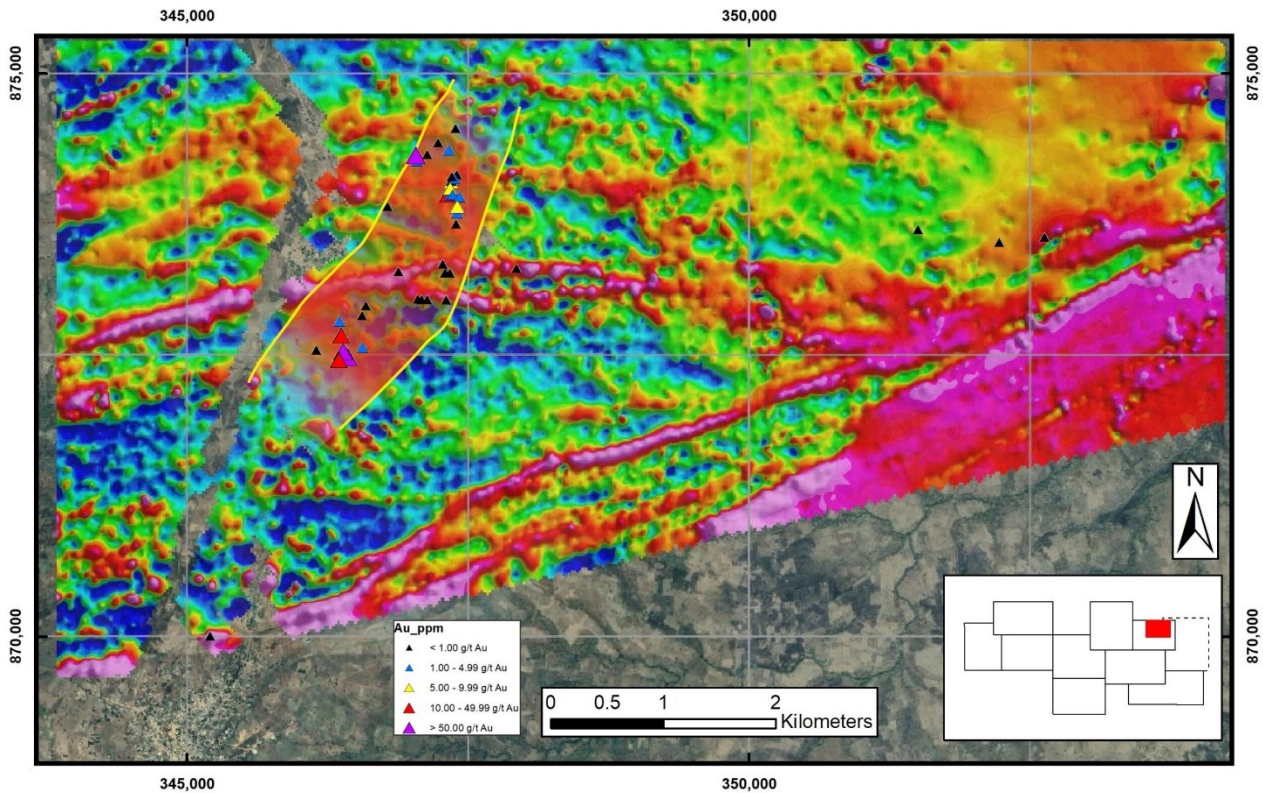 345,000
350,000
875,000
875,000
N
870,000
870,000
Au_ppm
< 1.00 g/t Au
1.00 - 4.99 g/t Au
5.00 - 9.99 g/t Au
10.00 - 49.99 g/t Au
> 50.00 g/t Au
0 0.5 1 2
Kilometers
345,000
350,000